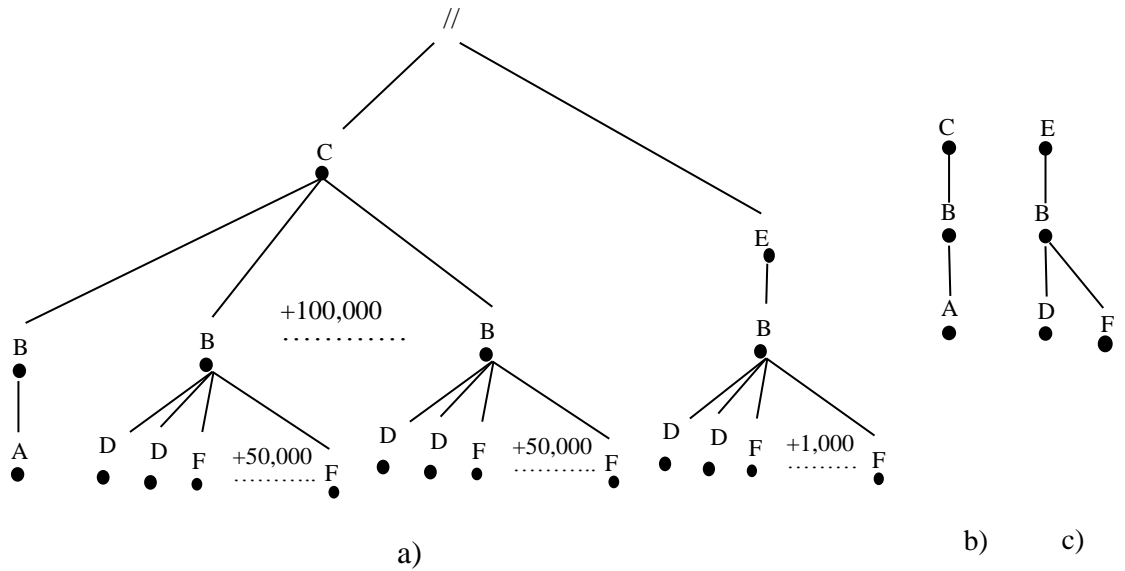 //
C
C E
E
+100,000
B B
B B B B
A
D D F +50,000 F
D D F +50,000 F
D D F +1,000 F
A D F
a) b) c)